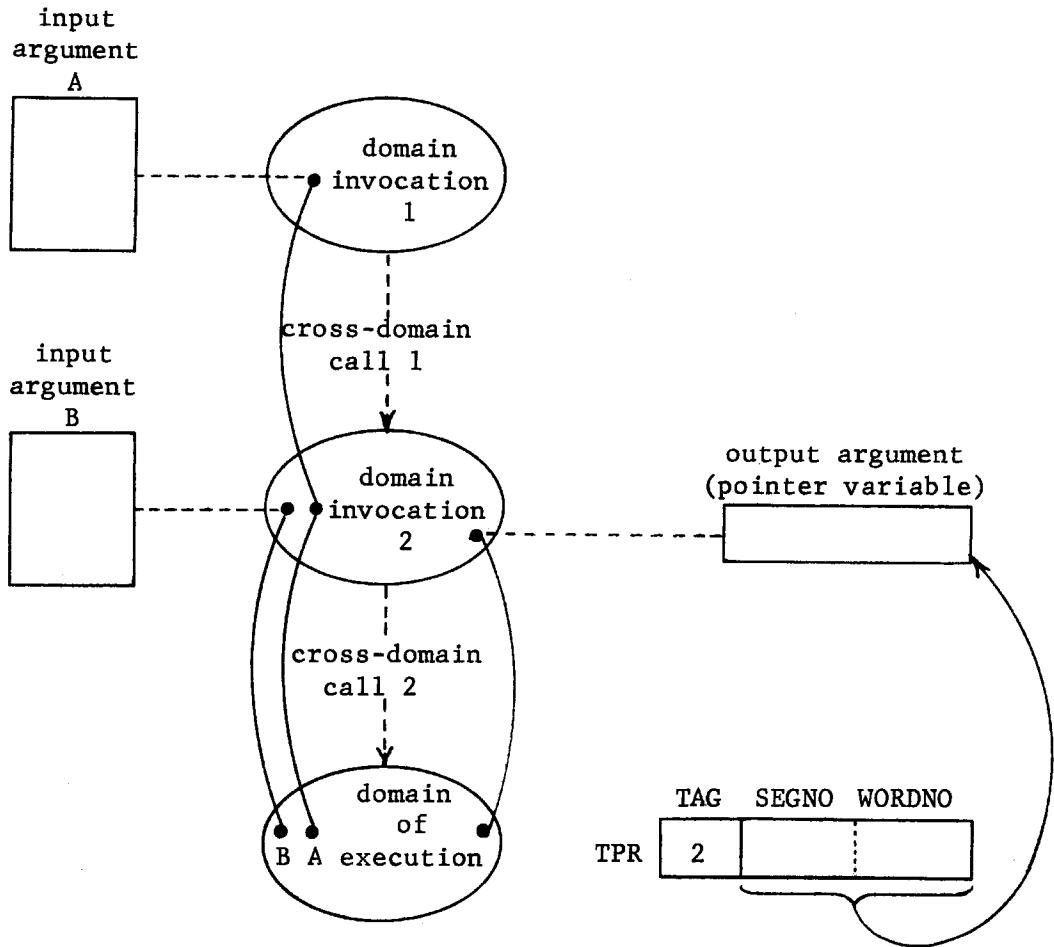 input
argument
A
domain
invocation
1
cross-domain
call 1
input
argument
B
domain
invocation
2
output argument
(pointer variable)
cross-domain
call 2
domain
of
execution
B A
TAG SEGNO WORDNO
TPR 2